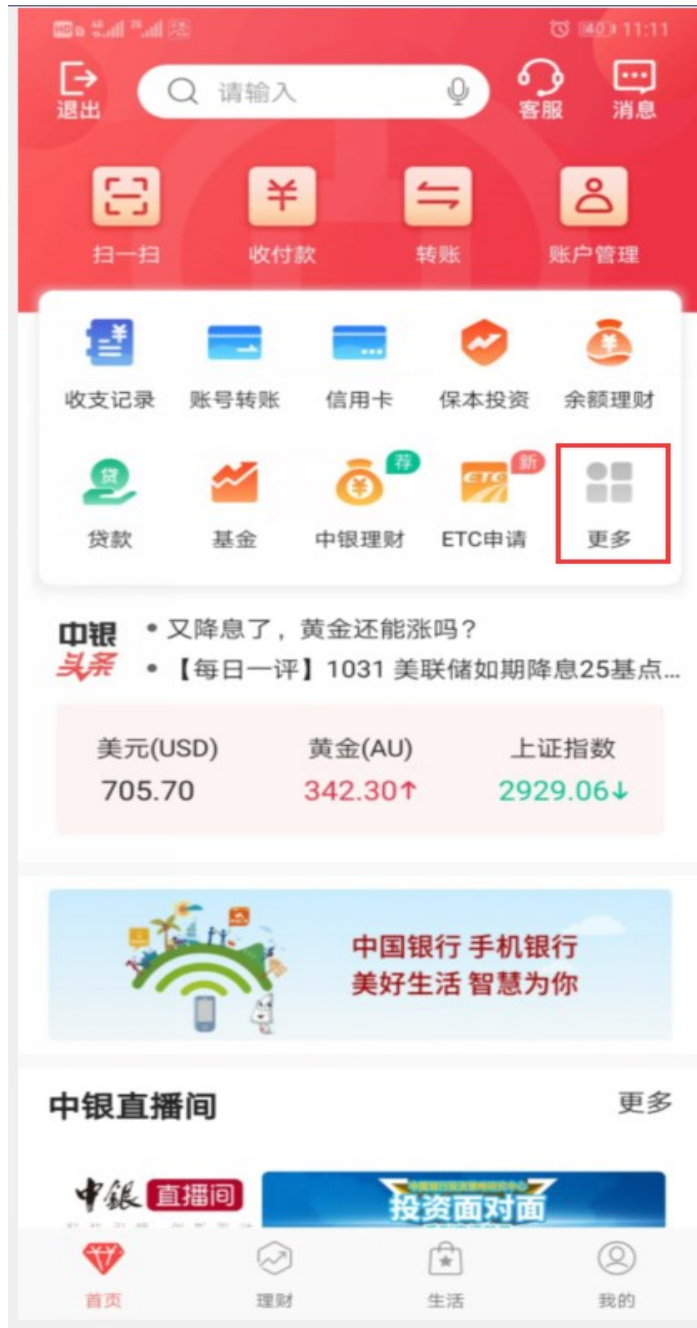 HD 4G 2G 40 11:11
退出 请输入 客服 消息
扫一扫 收付款 转账 账户管理
收支记录 账号转账 信用卡 保本投资 余额理财
贷 荐 ETC 新
贷款 基金 中银理财 ETC申请 更多
中银 • 又降息了，黄金还能涨吗？
头条 • 【每日一评】1031 美联储如期降息25基点...
美元(USD) 黄金(AU) 上证指数
705.70 342.30↑ 2929.06↓
中国银行 手机银行
美好生活 智慧为你
中银直播间 更多
中銀 直播间
投资面对面
首页 理财 生活 我的